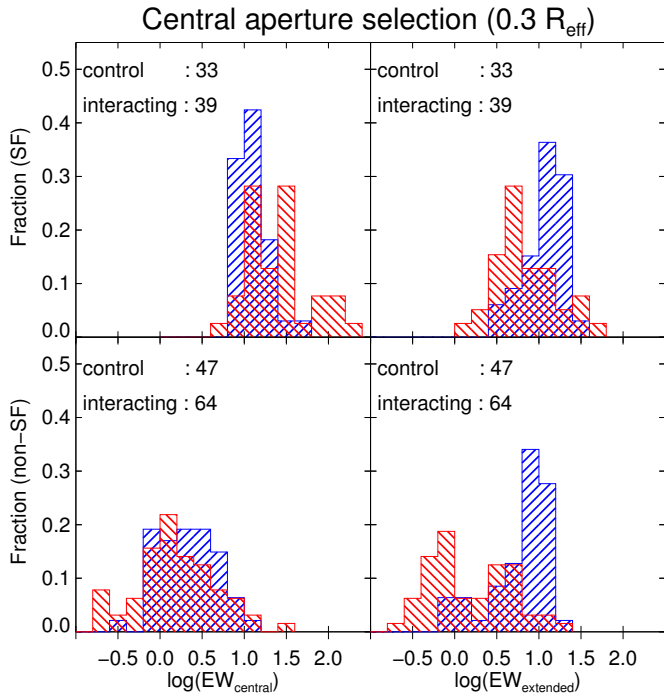 Central aperture selection (0.3 R_eff)
control : 33
interacting : 39
control : 33
interacting : 39
0.5
0.4
0.3
0.2
0.1
0.0
Fraction (SF)
control : 47
interacting : 64
control : 47
interacting : 64
0.5
0.4
0.3
0.2
0.1
0.0
Fraction (non−SF)
−0.5 0.0 0.5 1.0 1.5 2.0
−0.5 0.0 0.5 1.0 1.5 2.0
log(EW_central)
log(EW_extended)